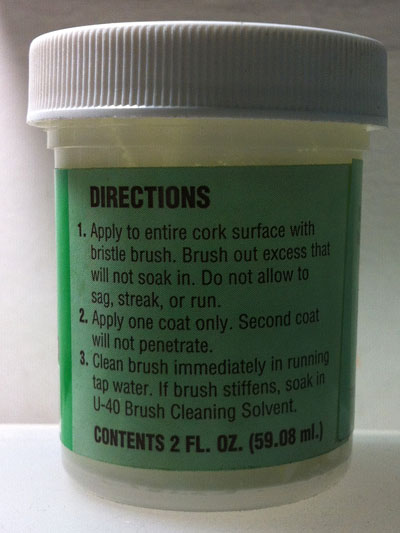 DIRECTIONS
1. Apply to entire cork surface with
bristle brush. Brush out excess that
will not soak in. Do not allow to
sag, streak, or run.
2. Apply one coat only. Second coat
will not penetrate.
3. Clean brush immediately in running
tap water. If brush stiffens, soak in
U-40 Brush Cleaning Solvent.
CONTENTS 2 FL. OZ. (59.08 ml.)